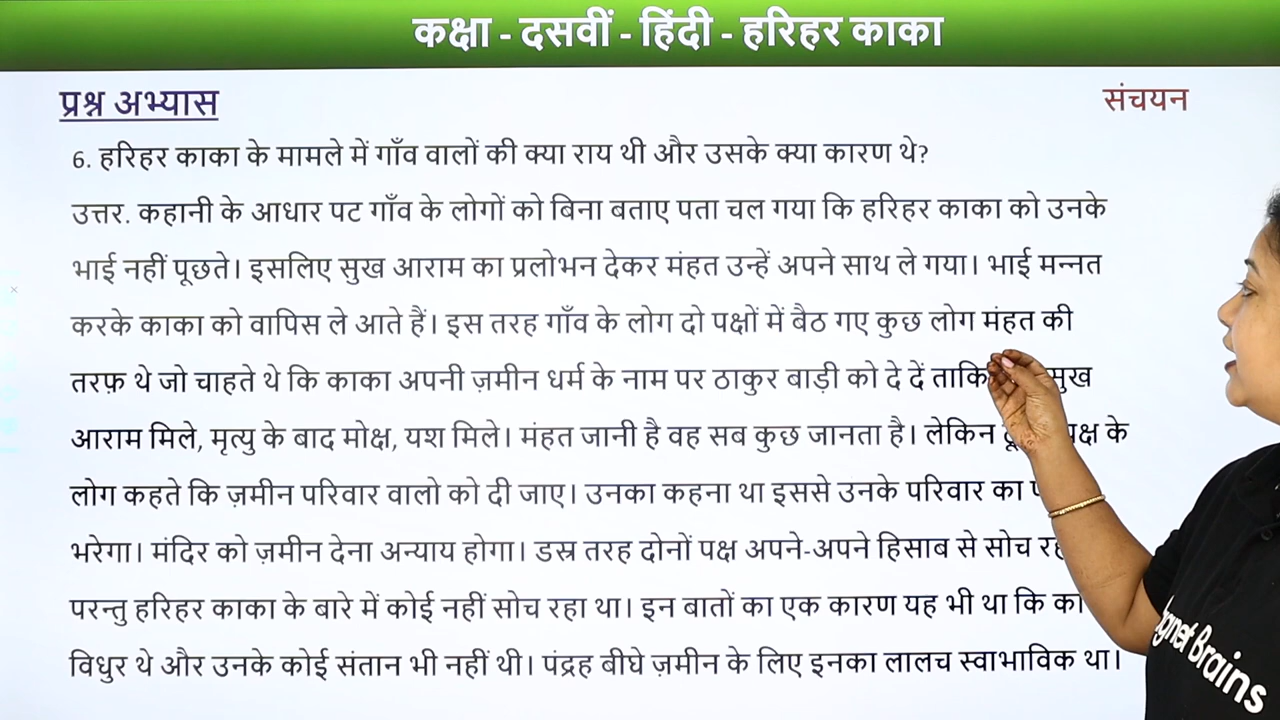 कक्षा - दसवीं - हिंदी - हरिहर काका
प्रश्न अभ्यास
संचयन
6. हरिहर काका के मामले में गाँव वालों की क्या राय थी और उसके क्या कारण थे?
उत्तर. कहानी के आधार पट गाँव के लोगों को बिना बताए पता चल गया कि हरिहर काका को उनके
भाई नहीं पूछते। इसलिए सुख आराम का प्रलोभन देकर मंहत उन्हें अपने साथ ले गया। भाई मन्नत
करके काका को वापिस ले आते हैं। इस तरह गाँव के लोग दो पक्षों में बैठ गए कुछ लोग मंहत की
तरफ़ थे जो चाहते थे कि काका अपनी ज़मीन धर्म के नाम पर ठाकुर बाड़ी को दे दें ताकि सुख
आराम मिले, मृत्यु के बाद मोक्ष, यश मिले। मंहत जानी है वह सब कुछ जानता है। लेकिन के
लोग कहते कि ज़मीन परिवार वालो को दी जाए। उनका कहना था इससे उनके परिवार का
भरेगा। मंदिर को ज़मीन देना अन्याय होगा। डस्र तरह दोनों पक्ष अपने-अपने हिसाब से सोच
परन्तु हरिहर काका के बारे में कोई नहीं सोच रहा था। इन बातों का एक कारण यह भी था कि
विधुर थे और उनके कोई संतान भी नहीं थी। पंद्रह बीघे ज़मीन के लिए इनका लालच स्वाभाविक था।
Brains